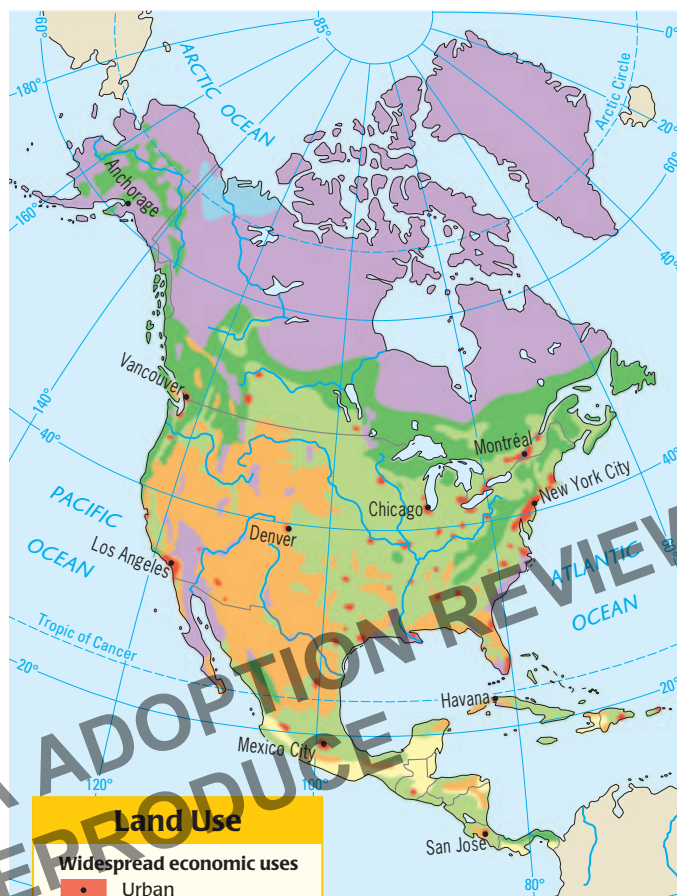 60°
85°
0°
180°
ARCTIC OCEAN
Arctic Circle
20°
60°
Anchorage
160°
40°
Vancouver
140°
40°
Montréal
40°
New York City
PACIFIC
OCEAN
Chicago
Denver
60°
Los Angeles
ATLANTIC
OCEAN
Tropic of Cancer
20°
20°
Havana
Mexico City
120°
100°
San José
80°
ADOPTION REVIEW
Land Use
Widespread economic uses
Urban